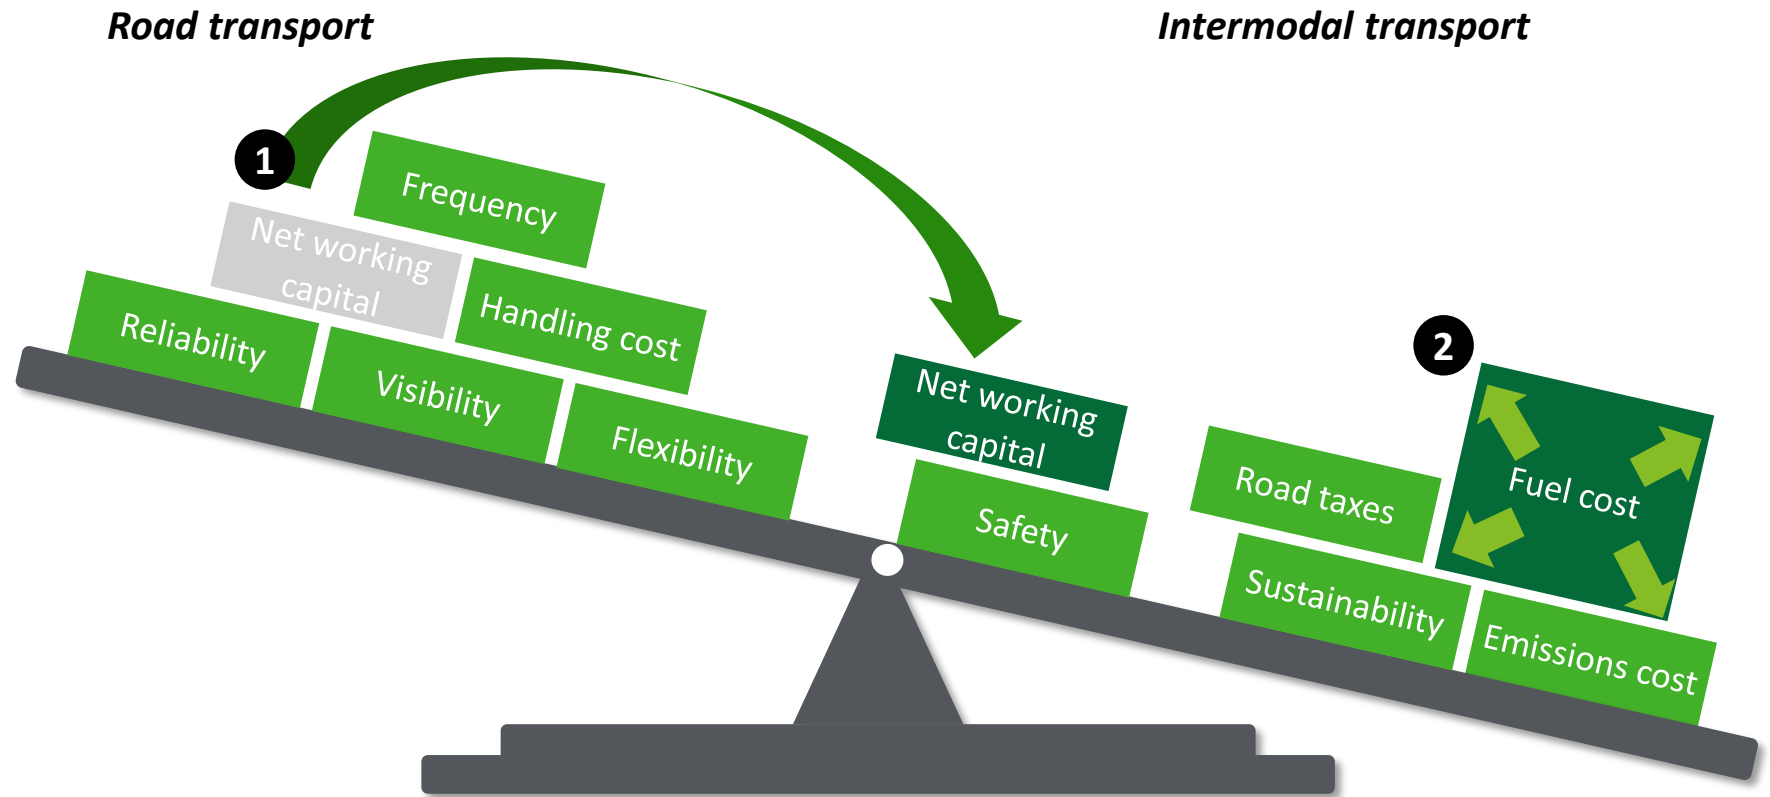 Road transport
Intermodal transport
1
Frequency
Net working
capital
Handling cost
Reliability
Visibility
Flexibility
Net working
capital
Safety
2
Road taxes
Fuel cost
Sustainability
Emissions cost